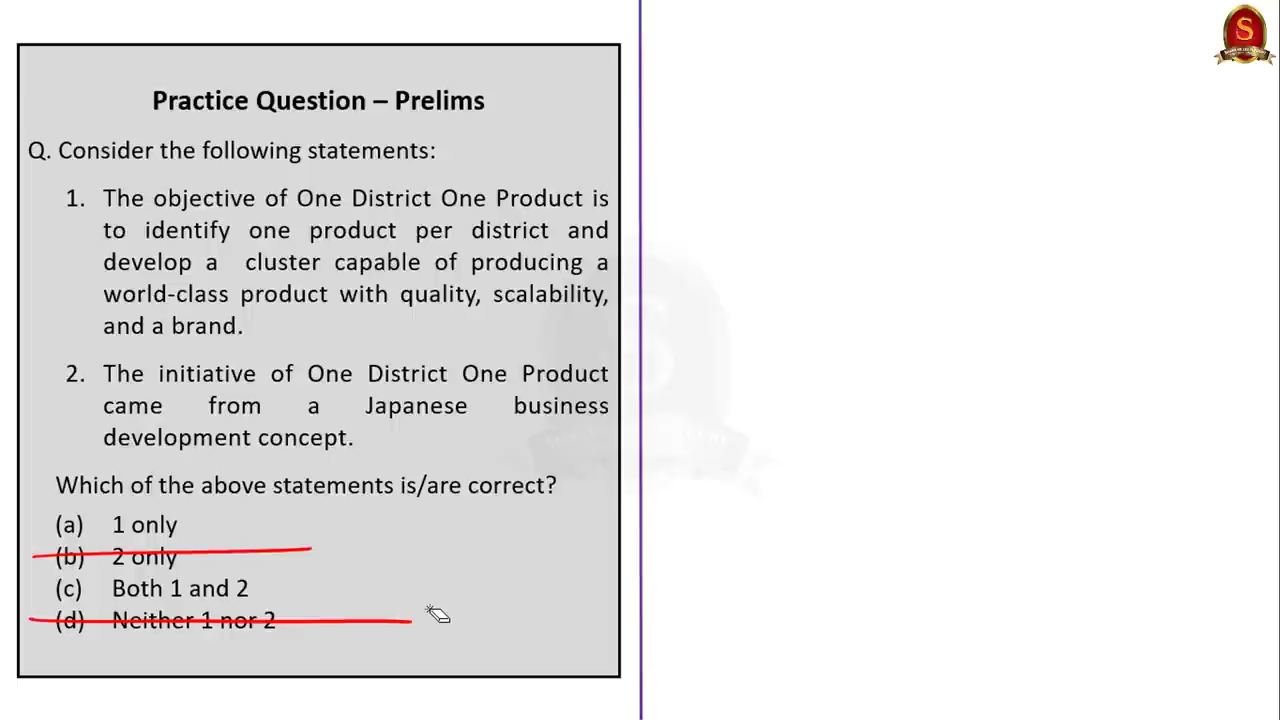 S
Practice Question – Prelims
Q. Consider the following statements:
1. The objective of One District One Product is
to identify one product per district and
develop a cluster capable of producing a
world-class product with quality, scalability,
and a brand.
2. The initiative of One District One Product
came from a Japanese business
development concept.
Which of the above statements is/are correct?
(a) 1 only
(b) 2 only
(c) Both 1 and 2
(d) Neither 1 nor 2